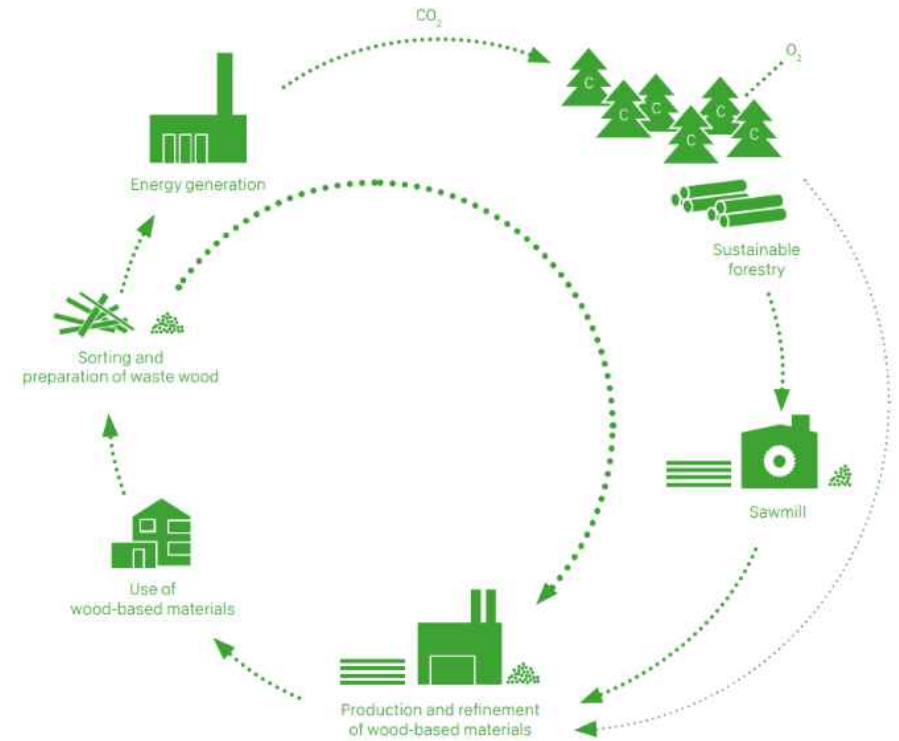 CO₂
O₂
C
C
C
C
C
C
Energy generation
Sustainable
forestry
Sorting and
preparation of waste wood
Sawmill
Use of
wood-based materials
Production and refinement
of wood-based materials